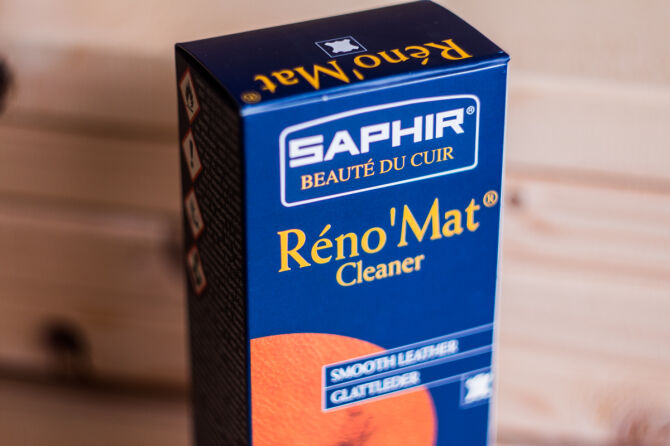 Réno'Mat
®
SAPHIR®
BEAUTÉ DU CUIR
Réno'Mat®
Cleaner
SMOOTH LEATHER
GLATTLEDER